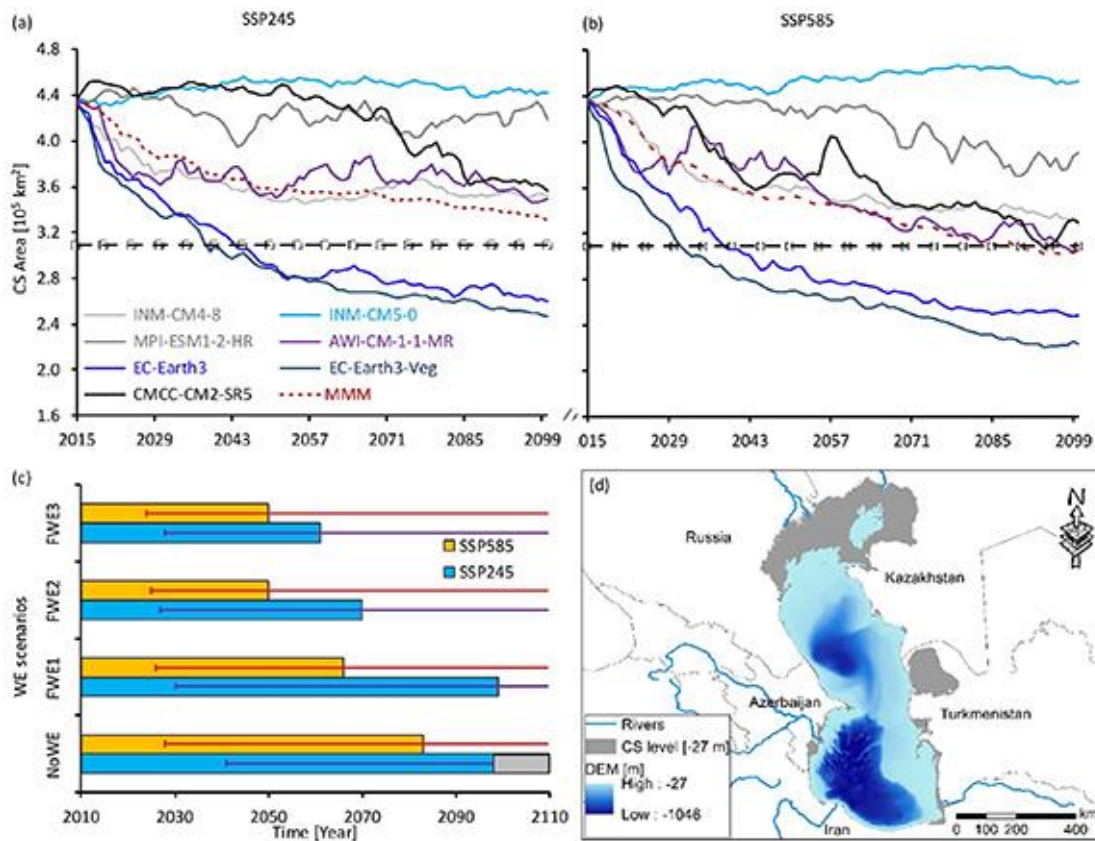 (a)
SSP245
(b)
SSP585
CS Area [10⁵ km²]
4.8
4.4
4.0
3.6
3.2
2.8
2.4
2.0
1.6
INM-CM4-8
INM-CM5-0
MPI-ESM1-2-HR
AWI-CM-1-1-MR
EC-Earth3
EC-Earth3-Veg
CMCC-CM2-SR5
MMM
2015 2029 2043 2057 2071 2085 2099
015 2029 2043 2057 2071 2085 2099
(c)
WE scenarios
FWE3
FWE2
FWE1
NoWE
SSP585
SSP245
2010 2030 2050 2070 2090 2110
Time [Year]
(d)
N
Russia
Kazakhstan
Azerbaijan
Turkmenistan
Iran
Rivers
CS level [-27 m]
DEM [m]
High : -27
Low : -1046
km
0 100 200 400